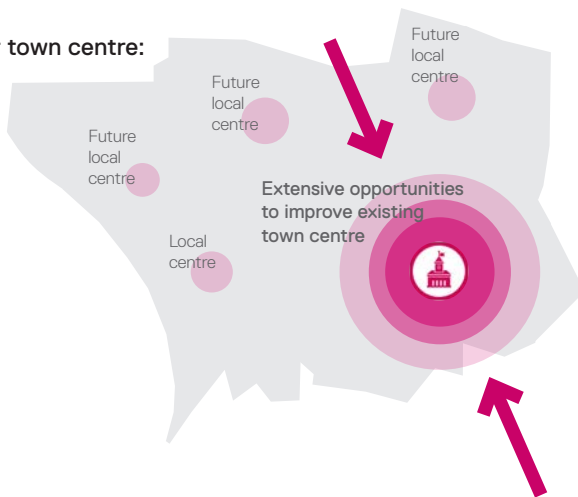 town centre:
Future
local
centre
Future
local
centre
Future
local
centre
Extensive opportunities
to improve existing
town centre
Local
centre